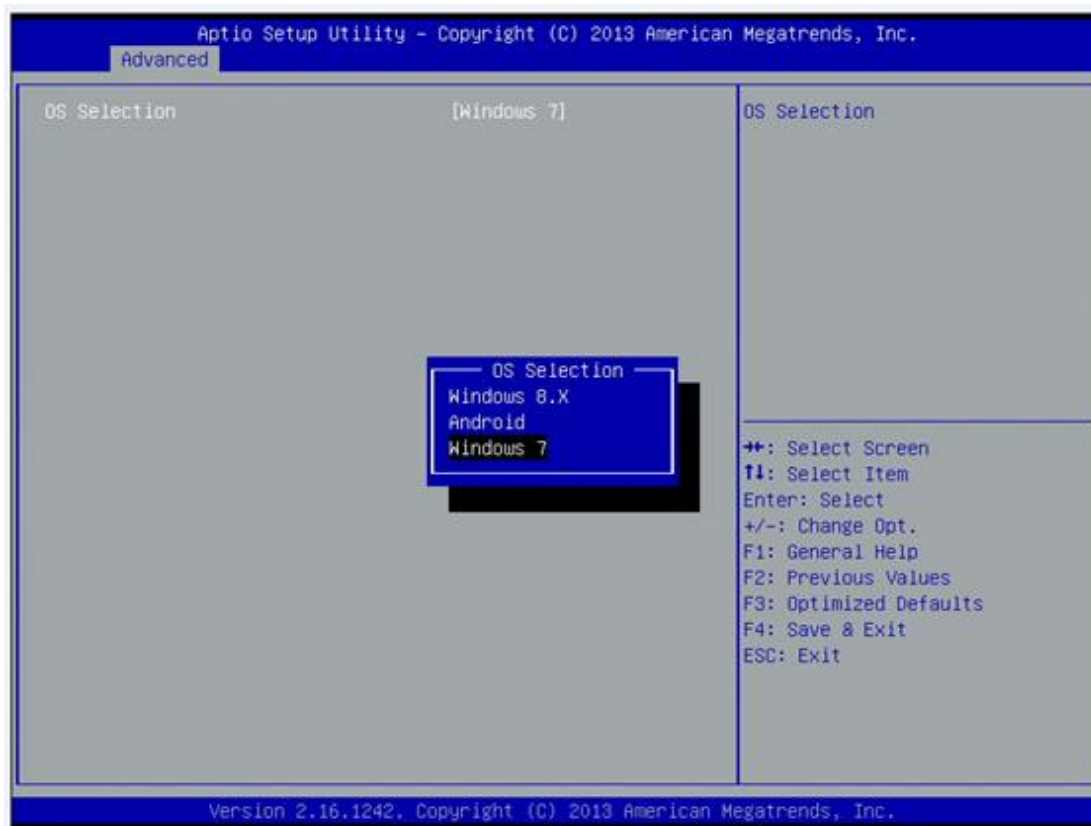 Aptio Setup Utility – Copyright (C) 2013 American Megatrends, Inc.
Advanced
OS Selection [Windows 7]
OS Selection
OS Selection
Windows 8.X
Android
Windows 7
→←: Select Screen
↑↓: Select Item
Enter: Select
+/-: Change Opt.
F1: General Help
F2: Previous Values
F3: Optimized Defaults
F4: Save & Exit
ESC: Exit
Version 2.16.1242. Copyright (C) 2013 American Megatrends, Inc.